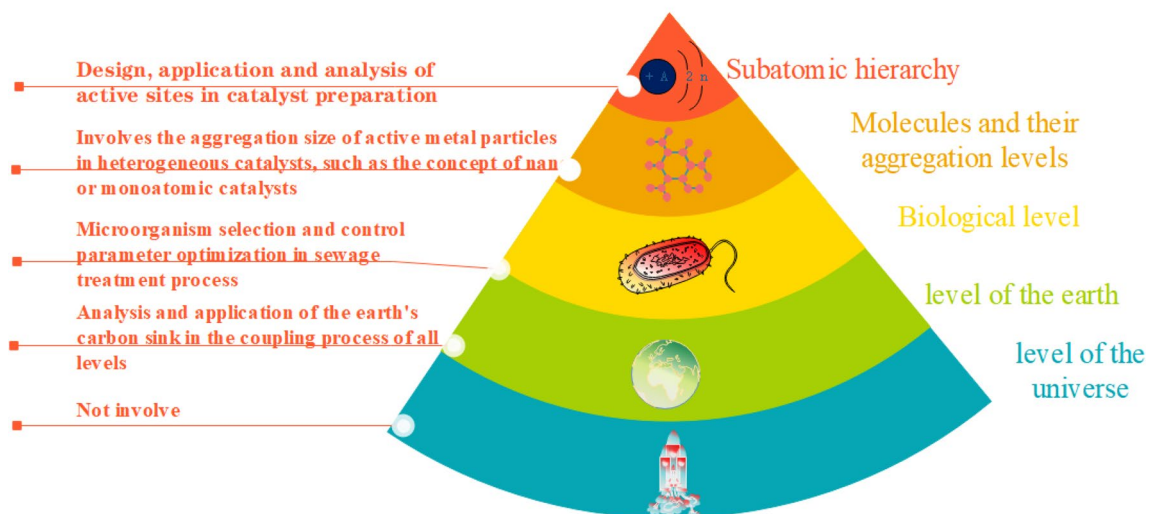 Design, application and analysis of
active sites in catalyst preparation
Involves the aggregation size of active metal particles
in heterogeneous catalysts, such as the concept of nan
or monoatomic catalysts
Microorganism selection and control
parameter optimization in sewage
treatment process
Analysis and application of the earth's
carbon sink in the coupling process of all
levels
Not involve
+ A 2 n
Subatomic hierarchy
Molecules and their
aggregation levels
Biological level
level of the earth
level of the
universe